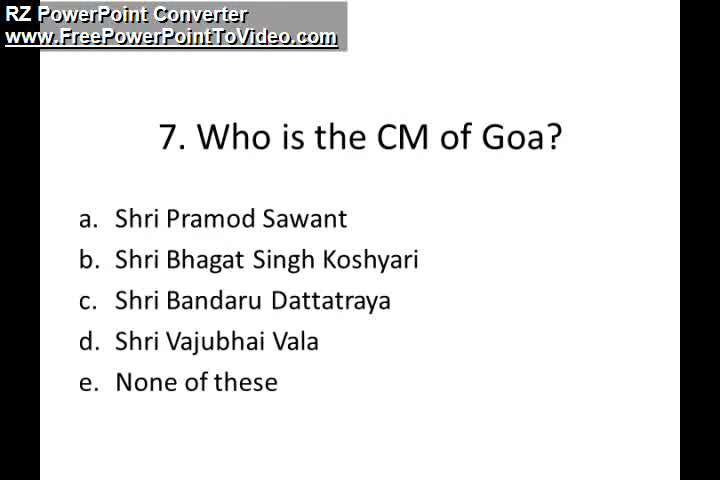 RZ PowerPoint Converter
www.FreePowerPointToVideo.com
7. Who is the CM of Goa?
a. Shri Pramod Sawant
b. Shri Bhagat Singh Koshyari
c. Shri Bandaru Dattatraya
d. Shri Vajubhai Vala
e. None of these